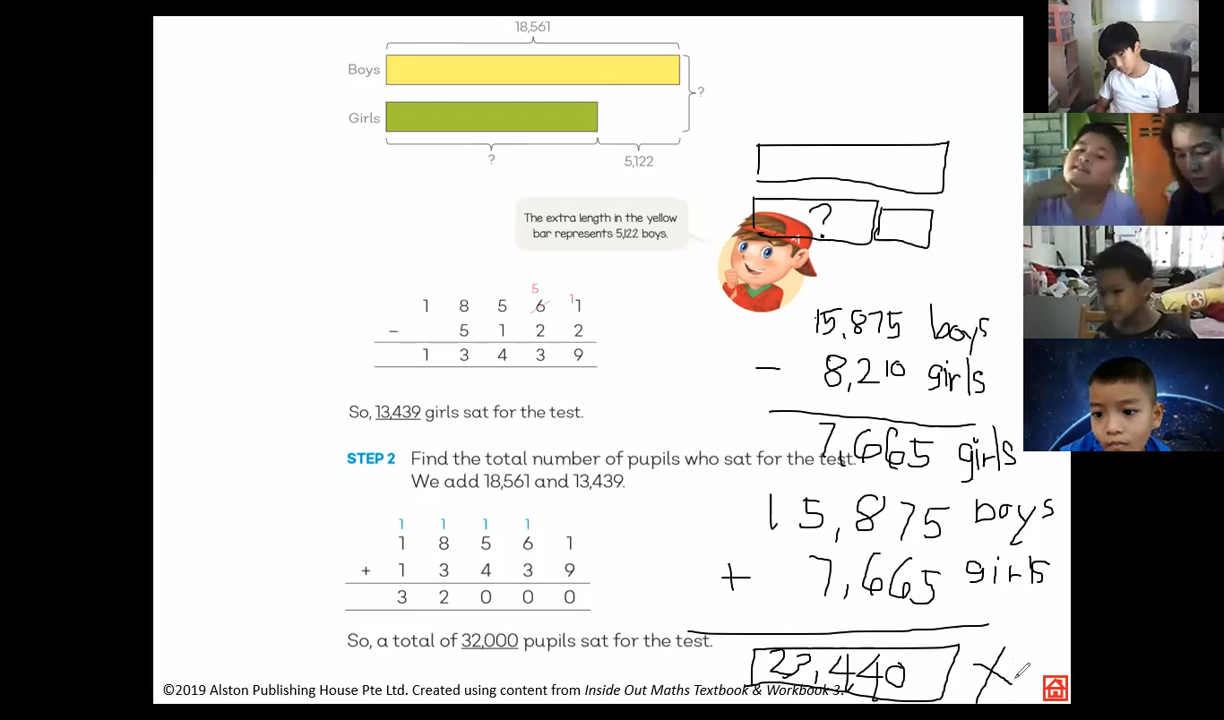 18,561
Boys
?
Girls
?
5,122
The extra length in the yellow
bar represents 5,122 boys.
?
5 1
1 8 5 6 1
− 5 1 2 2
1 3 4 3 9
So, 13,439 girls sat for the test.
STEP 2 Find the total number of pupils who sat for the test.
We add 18,561 and 13,439.
1 1 1 1
1 8 5 6 1
+ 1 3 4 3 9
3 2 0 0 0
So, a total of 32,000 pupils sat for the test.
15,875 boys
− 8,210 girls
7,665 girls
15,875 boys
+ 7,665 girls
23,440 X
©2019 Alston Publishing House Pte Ltd. Created using content from Inside Out Maths Textbook & Workbook 3.